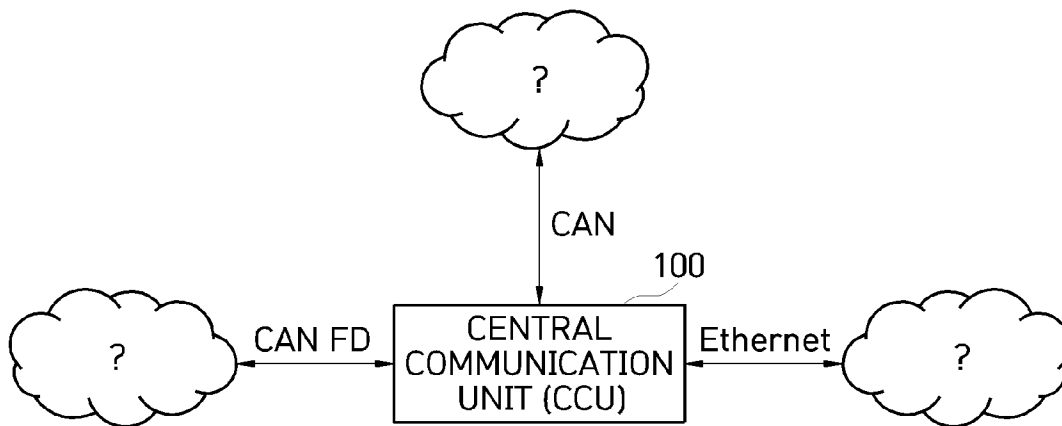 ?
CAN
100
?
CAN FD
CENTRAL
COMMUNICATION
UNIT (CCU)
Ethernet
?